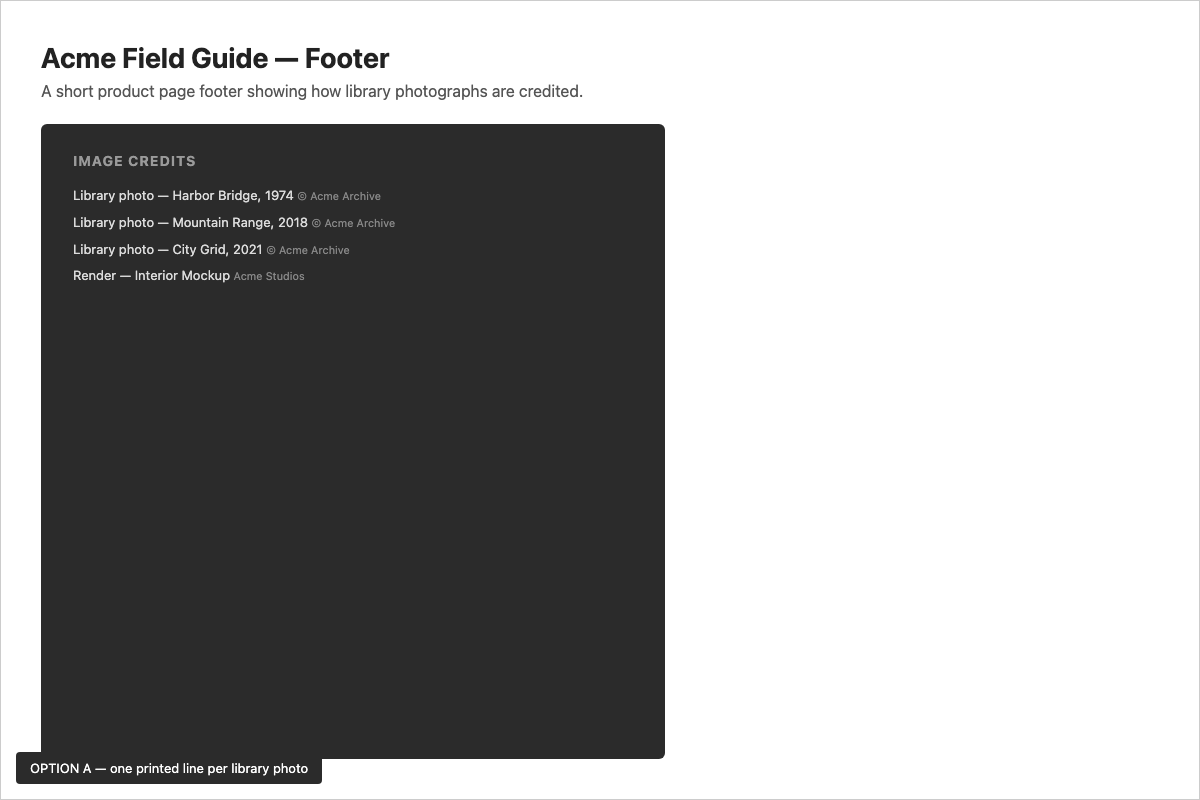 Acme Field Guide — Footer
A short product page footer showing how library photographs are credited.
IMAGE CREDITS
Library photo — Harbor Bridge, 1974 © Acme Archive
Library photo — Mountain Range, 2018 © Acme Archive
Library photo — City Grid, 2021 © Acme Archive
Render — Interior Mockup Acme Studios
OPTION A — one printed line per library photo